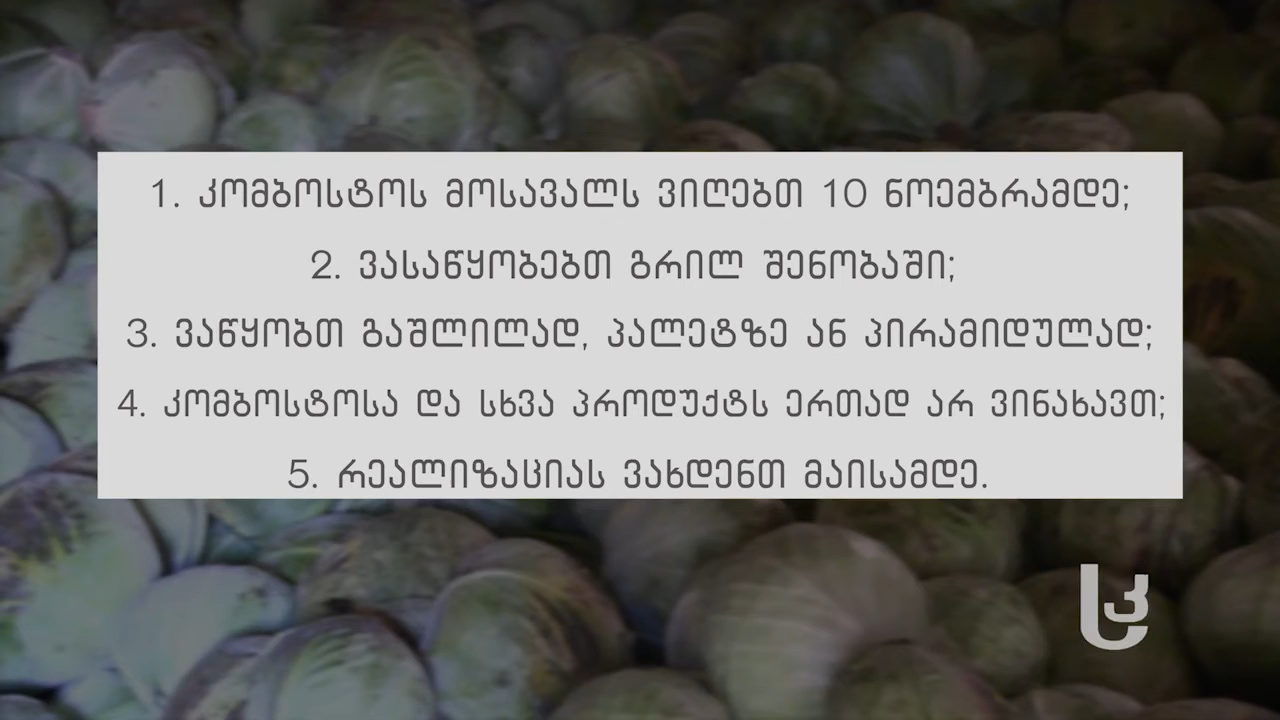 1. კომბოსტოს მოსავალს ვიღებთ 10 ნოემბრამდე;
2. ვასაწყობებთ გრილ შენობაში;
3. ვაწყობთ გაშლილად, პალეტზე ან პირამიდულად;
4. კომბოსტოსა და სხვა პროდუქტს ერთად არ ვინახავთ;
5. რეალიზაციას ვახდენთ მაისამდე.